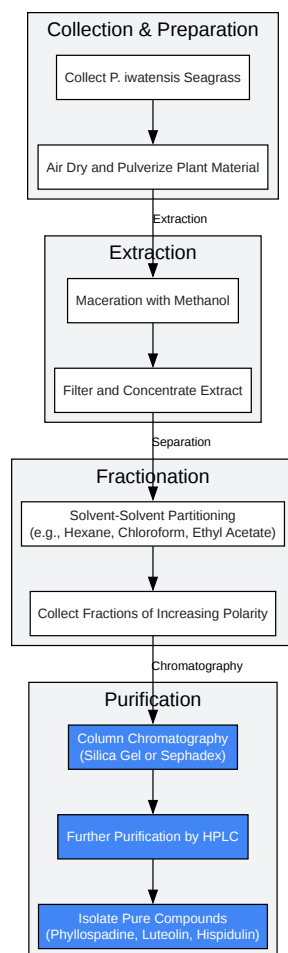 Collection & Preparation
Collect P. iwatensis Seagrass
Air Dry and Pulverize Plant Material
Extraction
Extraction
Maceration with Methanol
Filter and Concentrate Extract
Separation
Fractionation
Solvent-Solvent Partitioning
(e.g., Hexane, Chloroform, Ethyl Acetate)
Collect Fractions of Increasing Polarity
Chromatography
Purification
Column Chromatography
(Silica Gel or Sephadex)
Further Purification by HPLC
Isolate Pure Compounds
(Phyllospadine, Luteolin, Hispidulin)